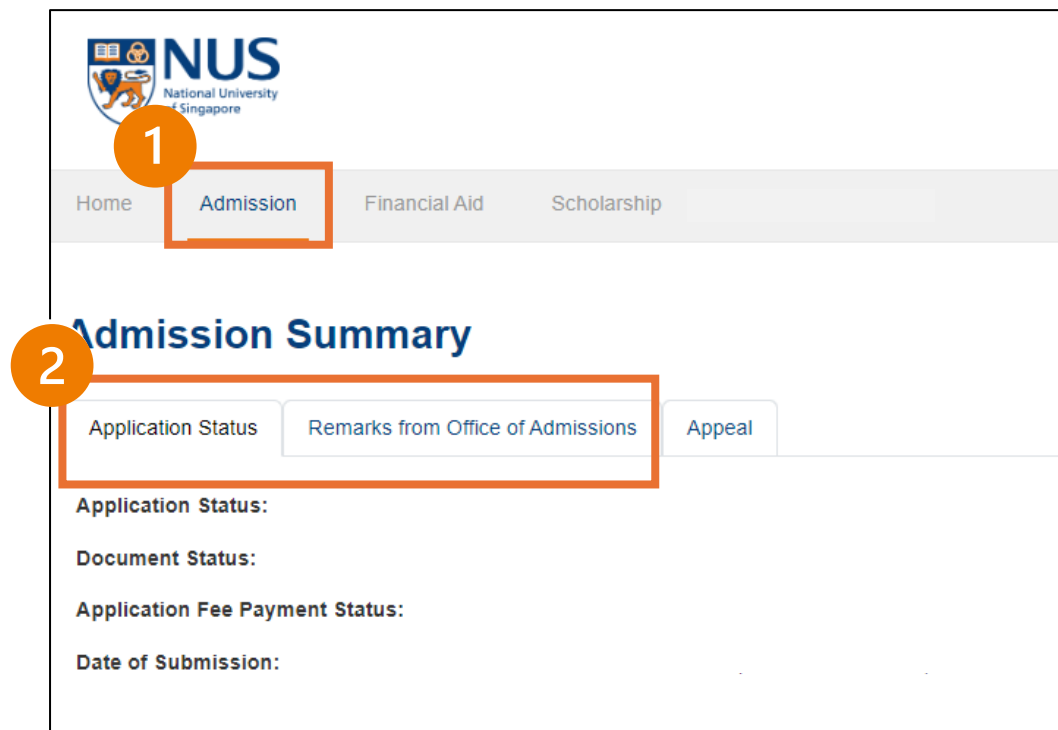 NUS
National University
of Singapore
1
Home Admission Financial Aid Scholarship
Admission Summary
2
Application Status Remarks from Office of Admissions Appeal
Application Status:
Document Status:
Application Fee Payment Status:
Date of Submission: